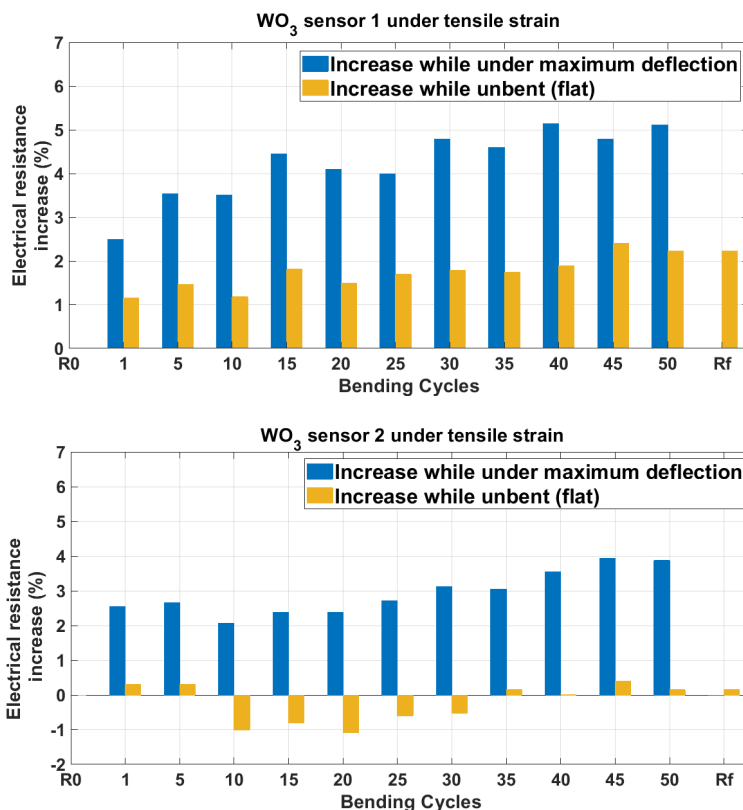 WO3 sensor 1 under tensile strain
7
6
5
4
3
2
1
0
Electrical resistance
increase (%)
Increase while under maximum deflection
Increase while unbent (flat)
R0 1 5 10 15 20 25 30 35 40 45 50 Rf
Bending Cycles
WO3 sensor 2 under tensile strain
7
6
5
4
3
2
1
0
-1
-2
Electrical resistance
increase (%)
Increase while under maximum deflection
Increase while unbent (flat)
R0 1 5 10 15 20 25 30 35 40 45 50 Rf
Bending Cycles